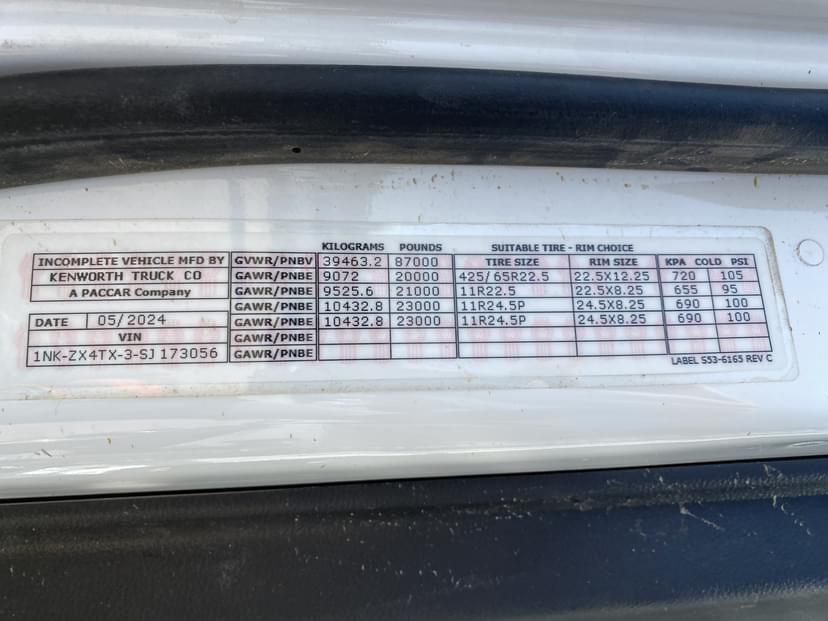 KILOGRAMS POUNDS SUITABLE TIRE - RIM CHOICE
INCOMPLETE VEHICLE MFD BY GVWR/PNBV 39463.2 87000 TIRE SIZE RIM SIZE KPA COLD PSI
KENWORTH TRUCK CO GAWR/PNBE 9072 20000 425/65R22.5 22.5X12.25 720 105
A PACCAR Company GAWR/PNBE 9525.6 21000 11R22.5 22.5X8.25 655 95
GAWR/PNBE 10432.8 23000 11R24.5P 24.5X8.25 690 100
DATE 05/2024 GAWR/PNBE 10432.8 23000 11R24.5P 24.5X8.25 690 100
VIN GAWR/PNBE
1NK-ZX4TX-3-SJ 173056 GAWR/PNBE
LABEL S53-6165 REV C